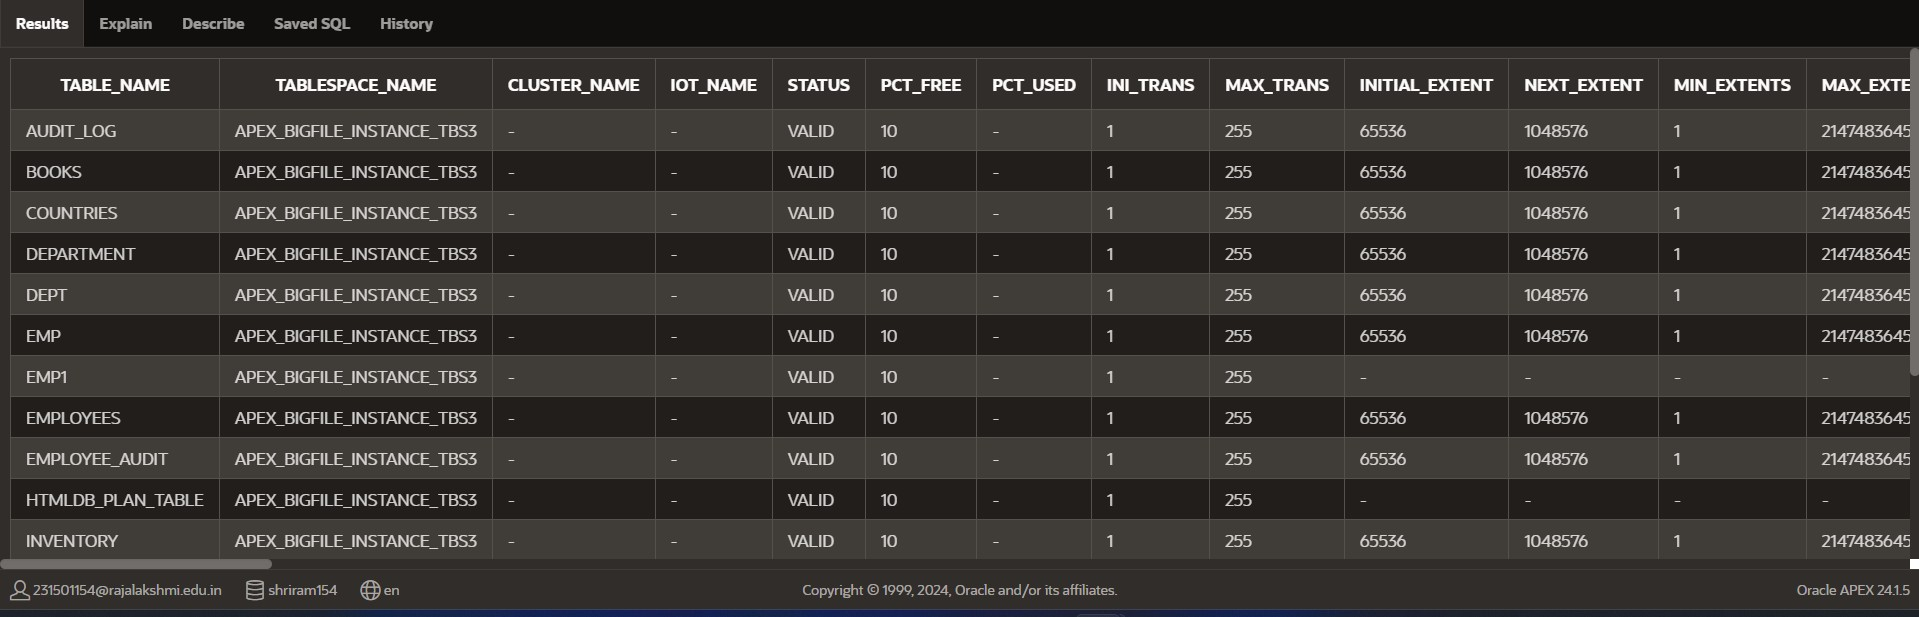 Results Explain Describe Saved SQL History
TABLE_NAME TABLESPACE_NAME CLUSTER_NAME IOT_NAME STATUS PCT_FREE PCT_USED INI_TRANS MAX_TRANS INITIAL_EXTENT NEXT_EXTENT MIN_EXTENTS MAX_EXTE
AUDIT_LOG APEX_BIGFILE_INSTANCE_TBS3 - - VALID 10 - 1 255 65536 1048576 1 2147483645
BOOKS APEX_BIGFILE_INSTANCE_TBS3 - - VALID 10 - 1 255 65536 1048576 1 2147483645
COUNTRIES APEX_BIGFILE_INSTANCE_TBS3 - - VALID 10 - 1 255 65536 1048576 1 2147483645
DEPARTMENT APEX_BIGFILE_INSTANCE_TBS3 - - VALID 10 - 1 255 65536 1048576 1 2147483645
DEPT APEX_BIGFILE_INSTANCE_TBS3 - - VALID 10 - 1 255 65536 1048576 1 2147483645
EMP APEX_BIGFILE_INSTANCE_TBS3 - - VALID 10 - 1 255 65536 1048576 1 2147483645
EMP1 APEX_BIGFILE_INSTANCE_TBS3 - - VALID 10 - 1 255 - - - -
EMPLOYEES APEX_BIGFILE_INSTANCE_TBS3 - - VALID 10 - 1 255 65536 1048576 1 2147483645
EMPLOYEE_AUDIT APEX_BIGFILE_INSTANCE_TBS3 - - VALID 10 - 1 255 65536 1048576 1 2147483645
HTMLDB_PLAN_TABLE APEX_BIGFILE_INSTANCE_TBS3 - - VALID 10 - 1 255 - - - -
INVENTORY APEX_BIGFILE_INSTANCE_TBS3 - - VALID 10 - 1 255 65536 1048576 1 2147483645
231501154@rajalakshmi.edu.in shriram154 en Copyright © 1999, 2024, Oracle and/or its affiliates. Oracle APEX 24.1.5